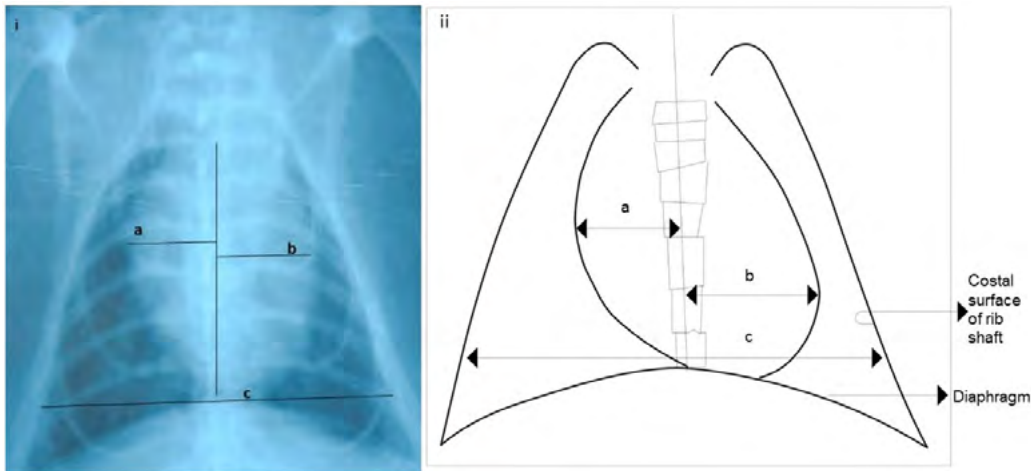 i
a
b
c
ii
a
b
c
Costal
surface
of rib
shaft
Diaphragm